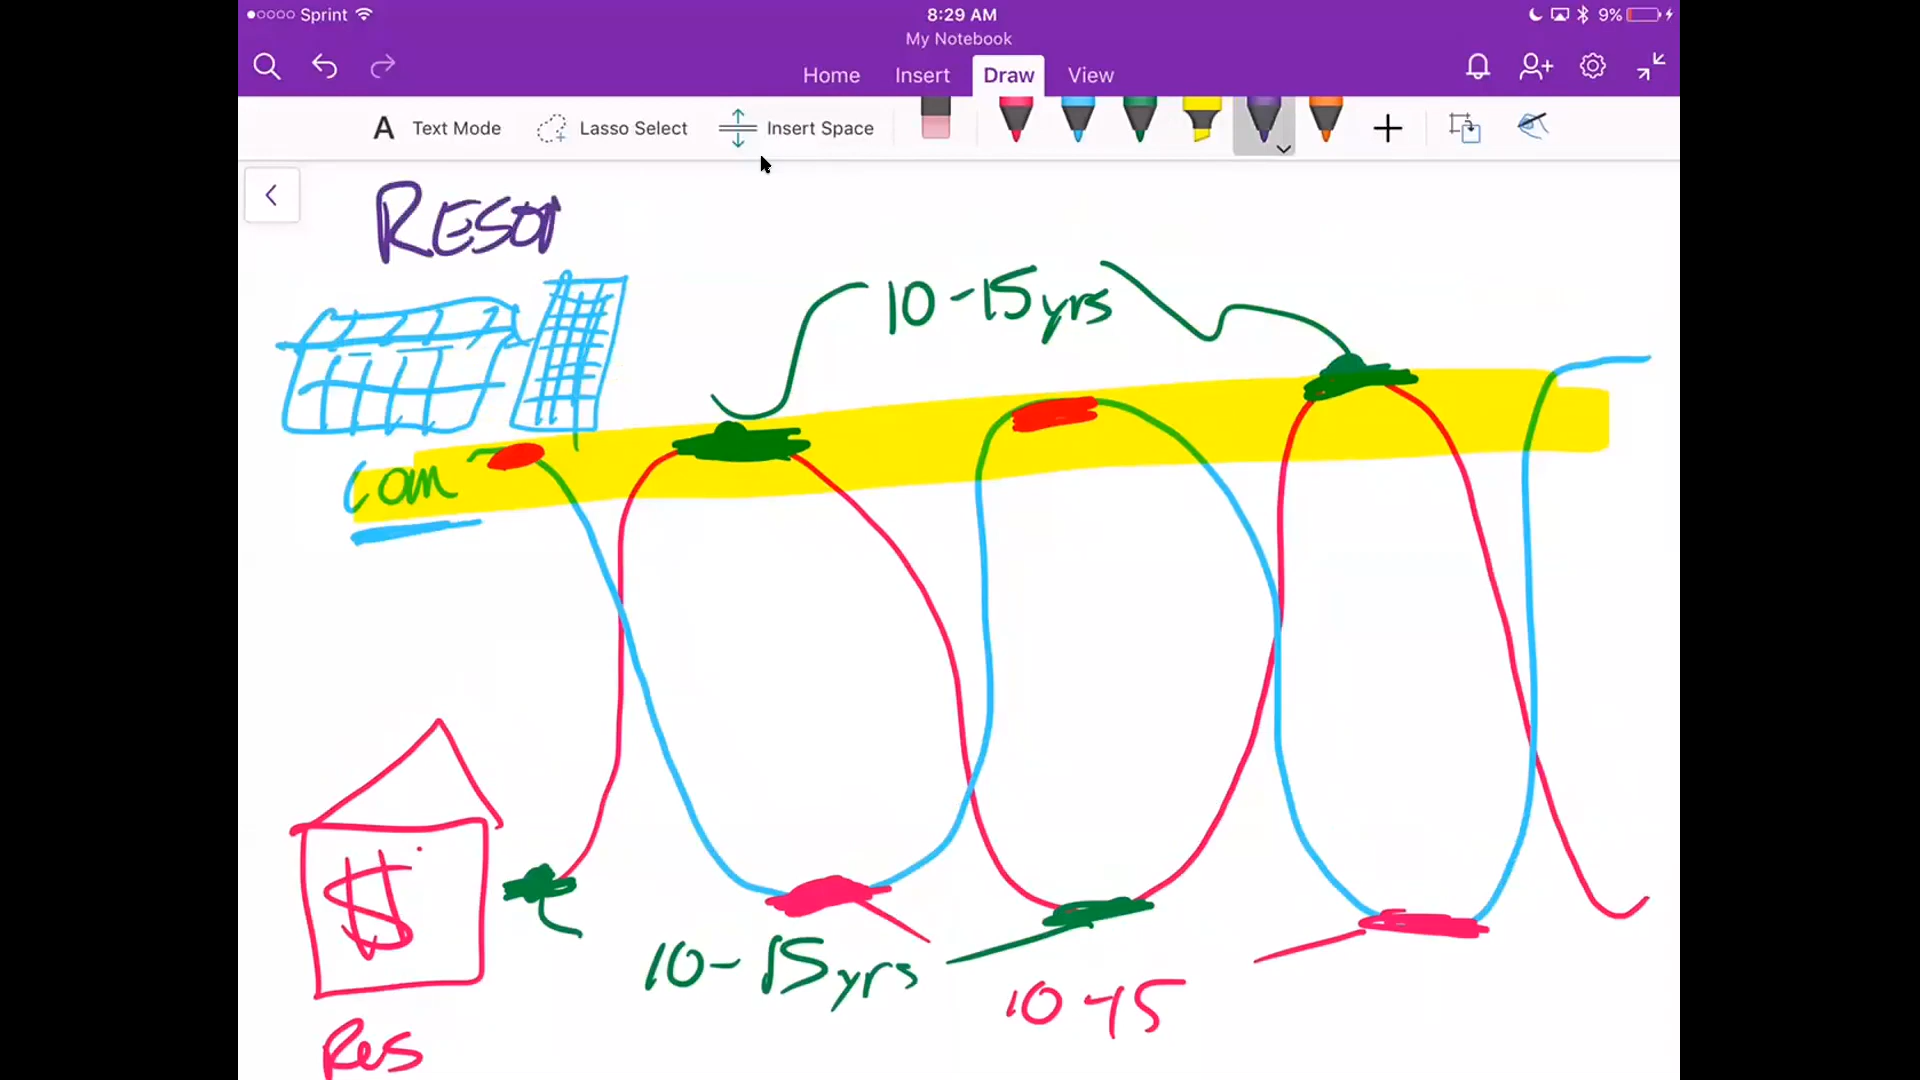 Sprint 8:29 AM 9%
My Notebook
Home Insert Draw View
A Text Mode Lasso Select Insert Space
RESOr
10-15yrs
Com
$
10-15yrs
10-15
Res